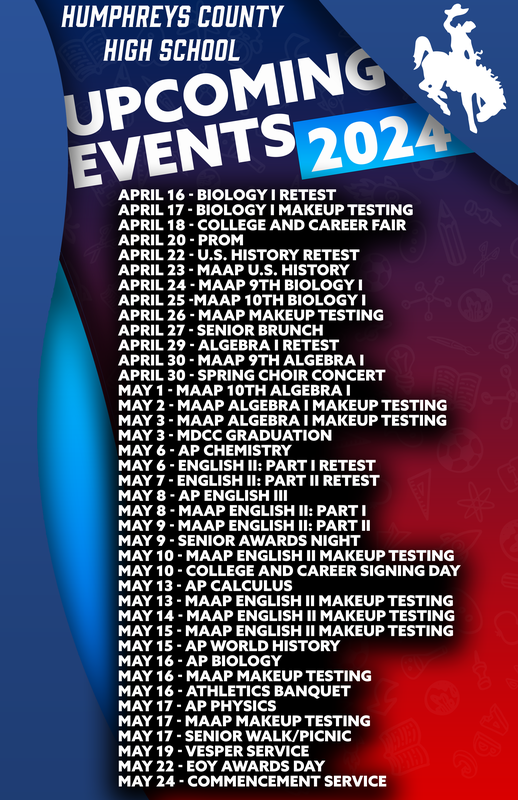 HUMPHREYS COUNTY
HIGH SCHOOL
UPCOMING
EVENTS 2024
APRIL 16 - BIOLOGY I RETEST
APRIL 17 - BIOLOGY I MAKEUP TESTING
APRIL 18 - COLLEGE AND CAREER FAIR
APRIL 20 - PROM
APRIL 22 - U.S. HISTORY RETEST
APRIL 23 - MAAP U.S. HISTORY
APRIL 24 - MAAP 9TH BIOLOGY I
APRIL 25 -MAAP 10TH BIOLOGY I
APRIL 26 - MAAP MAKEUP TESTING
APRIL 27 - SENIOR BRUNCH
APRIL 29 - ALGEBRA I RETEST
APRIL 30 - MAAP 9TH ALGEBRA I
APRIL 30 - SPRING CHOIR CONCERT
MAY 1 - MAAP 10TH ALGEBRA I
MAY 2 - MAAP ALGEBRA I MAKEUP TESTING
MAY 3 - MAAP ALGEBRA I MAKEUP TESTING
MAY 3 - MDCC GRADUATION
MAY 6 - AP CHEMISTRY
MAY 6 - ENGLISH II: PART I RETEST
MAY 7 - ENGLISH II: PART II RETEST
MAY 8 - AP ENGLISH III
MAY 8 - MAAP ENGLISH II: PART I
MAY 9 - MAAP ENGLISH II: PART II
MAY 9 - SENIOR AWARDS NIGHT
MAY 10 - MAAP ENGLISH II MAKEUP TESTING
MAY 10 - COLLEGE AND CAREER SIGNING DAY
MAY 13 - AP CALCULUS
MAY 13 - MAAP ENGLISH II MAKEUP TESTING
MAY 14 - MAAP ENGLISH II MAKEUP TESTING
MAY 15 - MAAP ENGLISH II MAKEUP TESTING
MAY 15 - AP WORLD HISTORY
MAY 16 - AP BIOLOGY
MAY 16 - MAAP MAKEUP TESTING
MAY 16 - ATHLETICS BANQUET
MAY 17 - AP PHYSICS
MAY 17 - MAAP MAKEUP TESTING
MAY 17 - SENIOR WALK/PICNIC
MAY 19 - VESPER SERVICE
MAY 22 - EOY AWARDS DAY
MAY 24 - COMMENCEMENT SERVICE